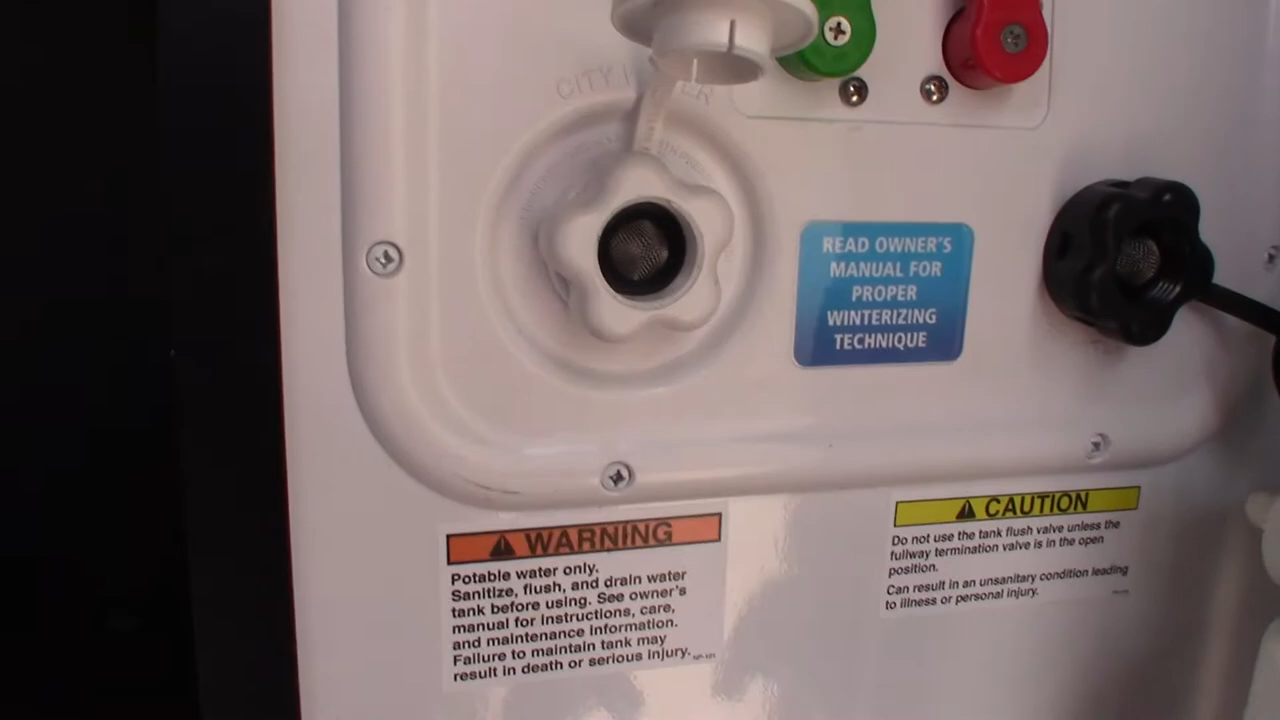 CITY
READ OWNER'S
MANUAL FOR
PROPER
WINTERIZING
TECHNIQUE
WARNING
Potable water only.
Sanitize, flush, and drain water
tank before using. See owner's
manual for instructions, care,
and maintenance information.
Failure to maintain tank may
result in death or serious injury.
CAUTION
Do not use the tank flush valve unless the
fullway termination valve is in the open
position.
Can result in an unsanitary condition leading
to illness or personal injury.